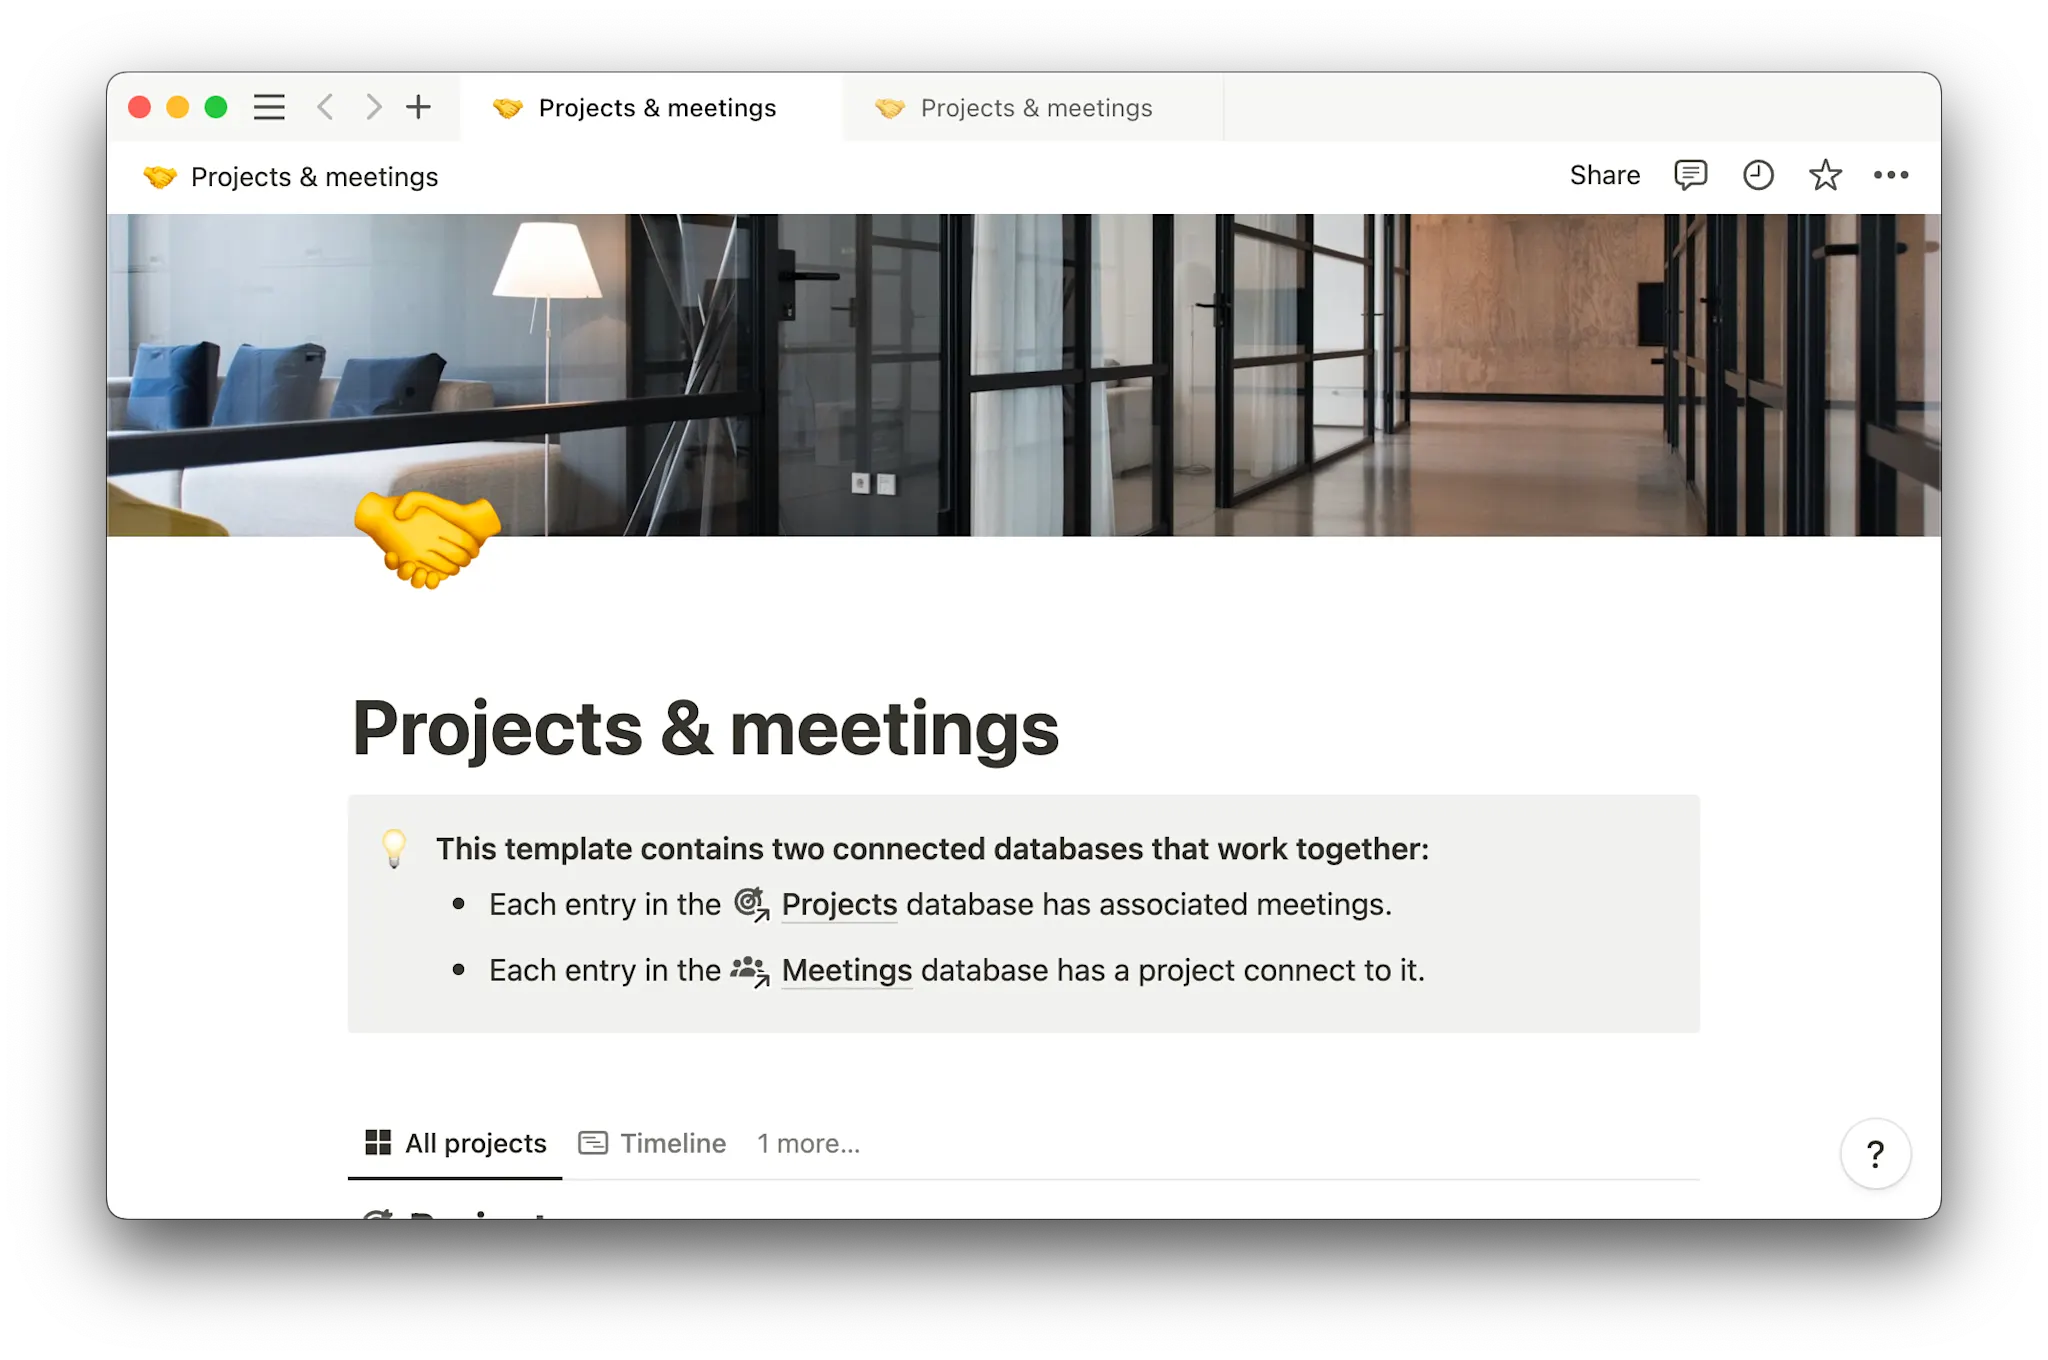 Projects & meetings
Projects & meetings
Projects & meetings
Share
Projects & meetings
This template contains two connected databases that work together:
Each entry in the Projects database has associated meetings.
Each entry in the Meetings database has a project connect to it.
All projects
Timeline
1 more...
?